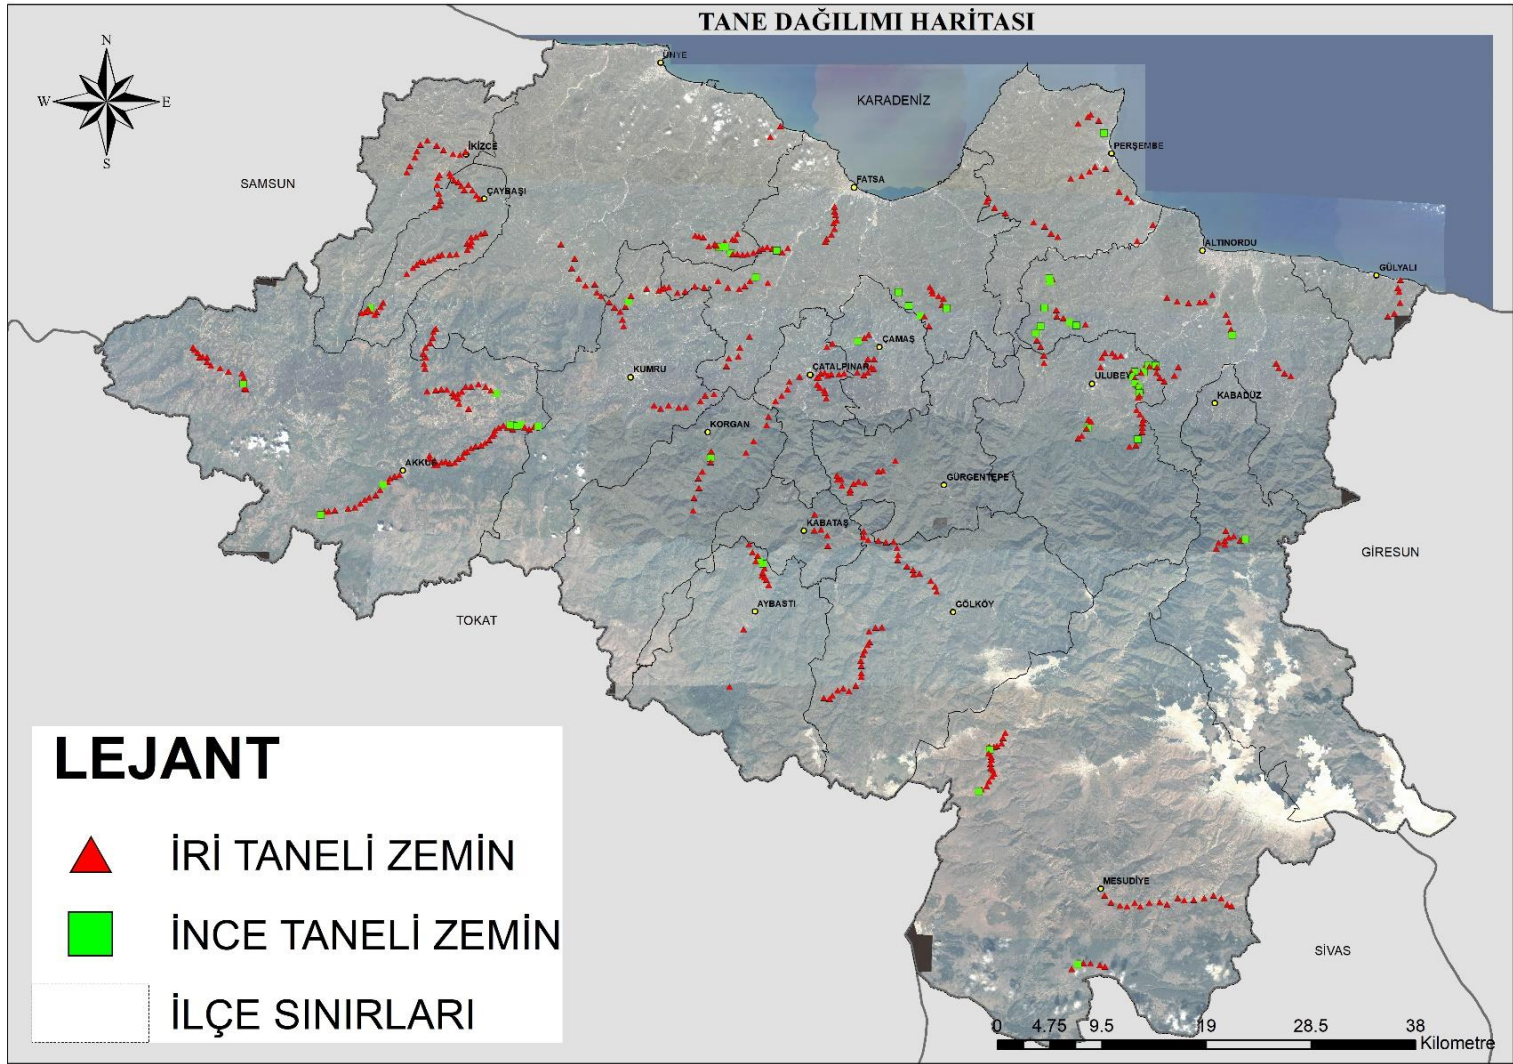 TANE DAĞILIMI HARİTASI
N
W
E
S
ÜNYE
KARADENİZ
İKİZCE
PERŞEMBE
SAMSUN
FATSA
ÇAYBAŞI
ALTINORDU
GÜLYALI
ÇAMAŞ
KUMRU
ÇATALPINAR
ULUBEY
KABADÜZ
KORGAN
AKKUŞ
GÜRGENTEPE
KABATAŞ
GİRESUN
AYBASTI
GÖLKÖY
TOKAT
LEJANT
İRİ TANELİ ZEMİN
İNCE TANELİ ZEMİN
İLÇE SINIRLARI
MESUDİYE
SİVAS
0 4.75 9.5 19 28.5 38
Kilometre